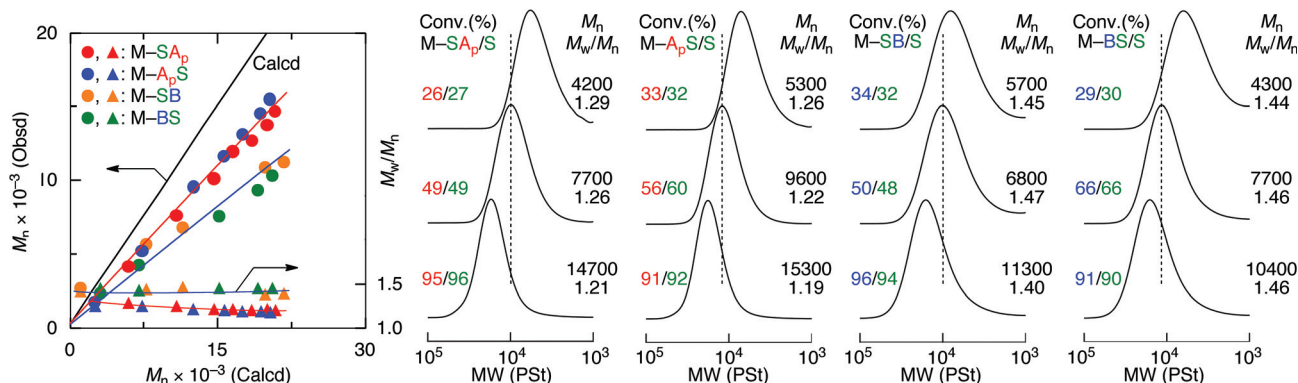 20
10
0
0
15
30
Mₙ × 10⁻³ (Obsd)
Mₙ × 10⁻³ (Calcd)
Calcd
●, ▲: M–SAₚ
●, ▲: M–AₚS
●, ▲: M–SB
●, ▲: M–BS
M_w/Mₙ
1.5
1.0
Conv.(%)
M–SAₚ/S
Mₙ
M_w/Mₙ
26/27
4200
1.29
49/49
7700
1.26
95/96
14700
1.21
10⁵
10⁴
10³
MW (PSt)
Conv.(%)
M–AₚS/S
Mₙ
M_w/Mₙ
33/32
5300
1.26
56/60
9600
1.22
91/92
15300
1.19
10⁵
10⁴
10³
MW (PSt)
Conv.(%)
M–SB/S
Mₙ
M_w/Mₙ
34/32
5700
1.45
50/48
6800
1.47
96/94
11300
1.40
10⁵
10⁴
10³
MW (PSt)
Conv.(%)
M–BS/S
Mₙ
M_w/Mₙ
29/30
4300
1.44
66/66
7700
1.46
91/90
10400
1.46
10⁵
10⁴
10³
MW (PSt)